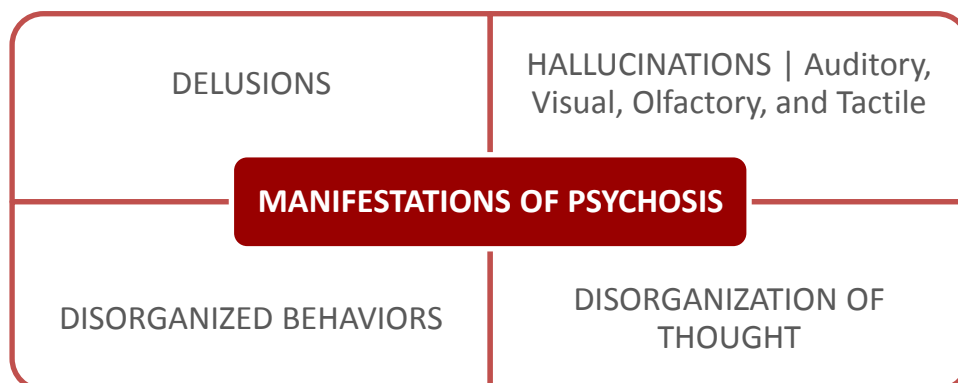 DELUSIONS
HALLUCINATIONS | Auditory,
Visual, Olfactory, and Tactile
MANIFESTATIONS OF PSYCHOSIS
DISORGANIZED BEHAVIORS
DISORGANIZATION OF
THOUGHT